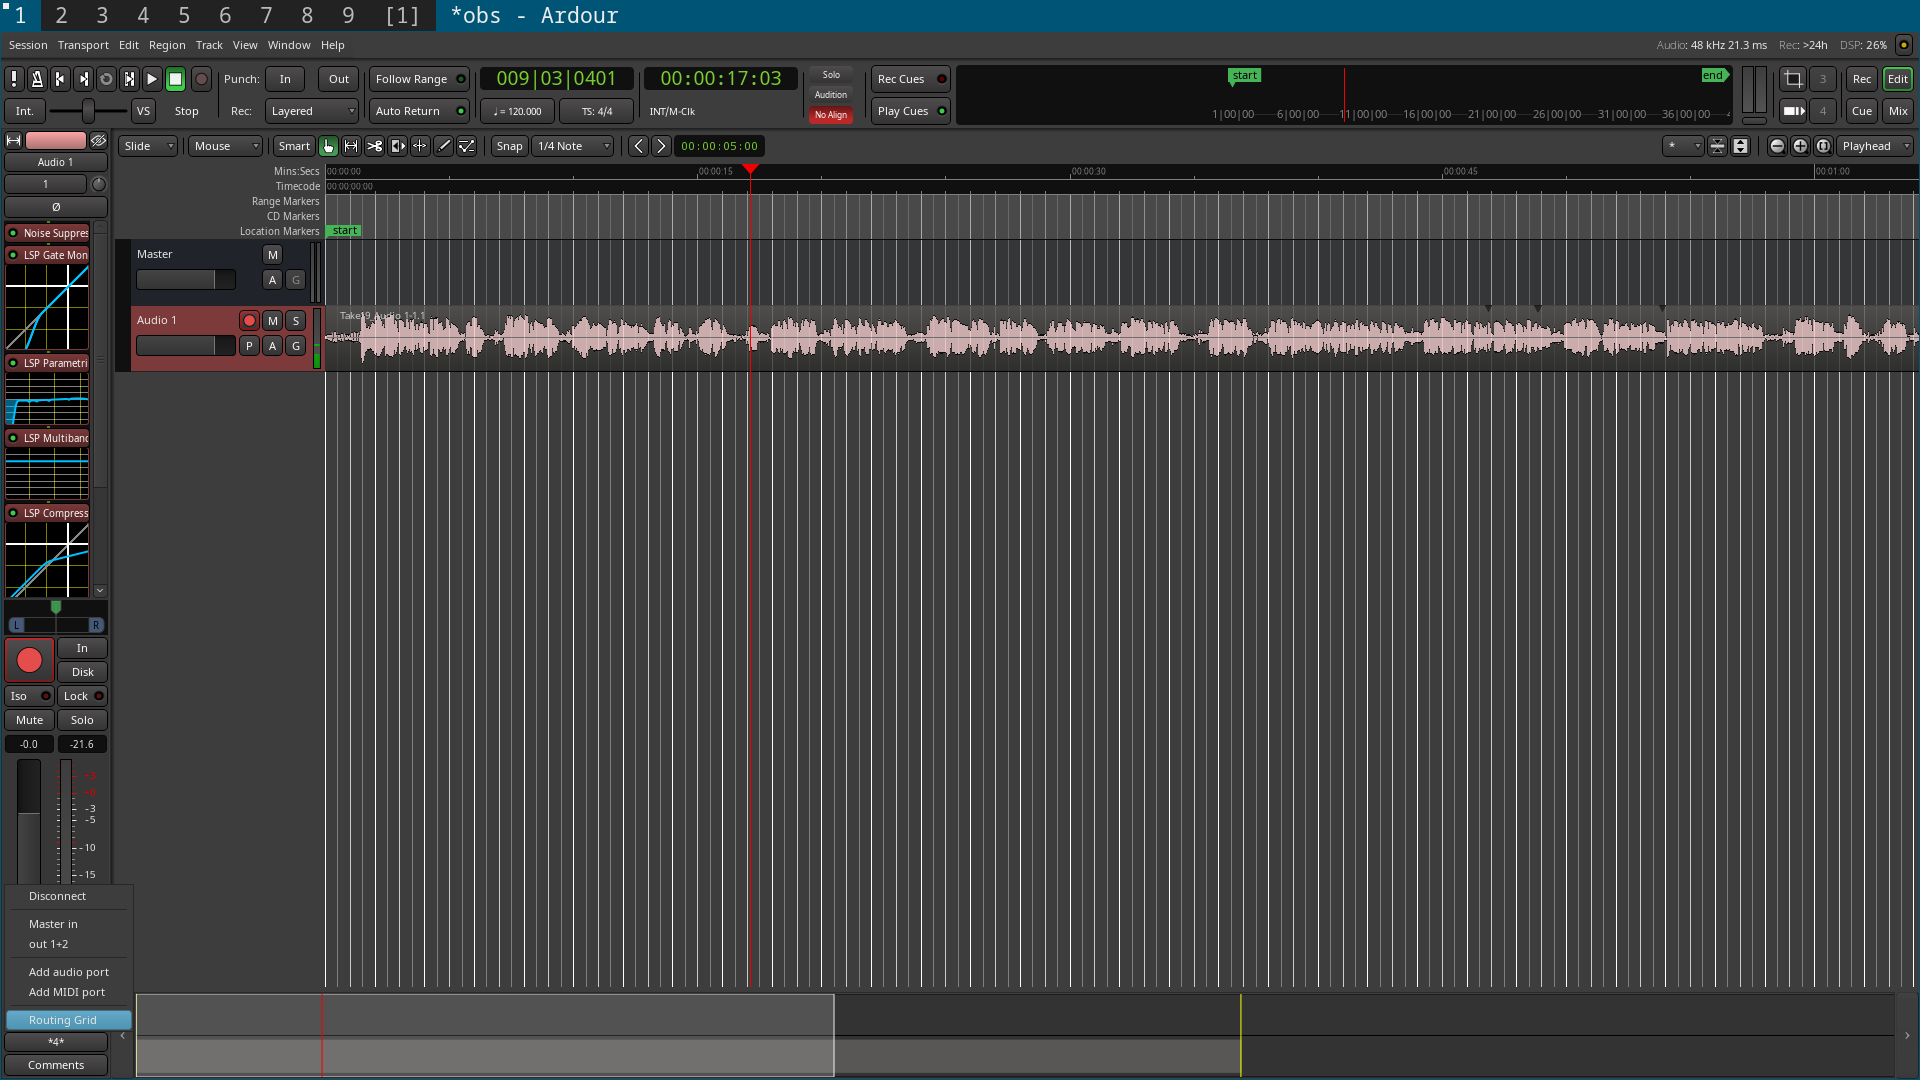 1 2 3 4 5 6 7 8 9 [1] *obs - Ardour
Session Transport Edit Region Track View Window Help
Audio: 48 kHz 21.3 ms Rec: >24h DSP: 26%
Punch: In Out Follow Range 009|03|0401 00:00:17:03
Solo
Audition
No Align
Rec Cues
start end
3 Rec Edit
Int. VS Stop Rec: Layered Auto Return ♩ = 120.000 TS: 4/4 INT/M-Clk
Play Cues
1|00|00 6|00|00 11|00|00 16|00|00 21|00|00 26|00|00 31|00|00 36|00|00
4 Cue Mix
Slide Mouse Smart Snap 1/4 Note 00:00:05:00 * Playhead
Audio 1
1
Ø
Noise Suppres
LSP Gate Mon
LSP Parametri
LSP Multiband
LSP Compress
L R
In
Disk
Iso Lock
Mute Solo
-0.0 -21.6
-3
-5
-10
-15
Disconnect
Master in
out 1+2
Add audio port
Add MIDI port
Routing Grid
*4*
Comments
Mins:Secs 00:00:00 00:00:15 00:00:30 00:00:45 00:01:00
Timecode 00:00:00:00
Range Markers
CD Markers
Location Markers start
Master M
A G
Audio 1 M S
P A G
Take19_Audio 1-1.1